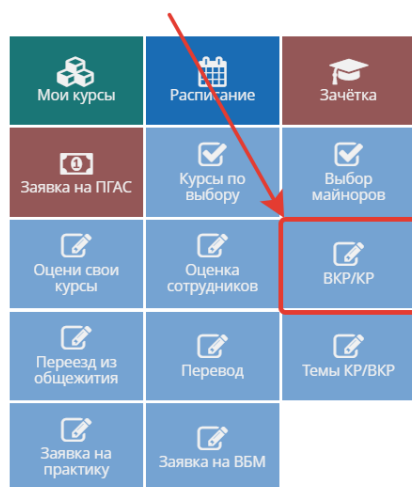 Мои курсы
Расписание
Зачётка
1
Заявка на ПГАС
Курсы по
выбору
Выбор
майноров
Оцени свои
курсы
Оценка
сотрудников
ВКР/КР
Переезд из
общежития
Перевод
Темы КР/ВКР
Заявка на
практику
Заявка на ВБМ